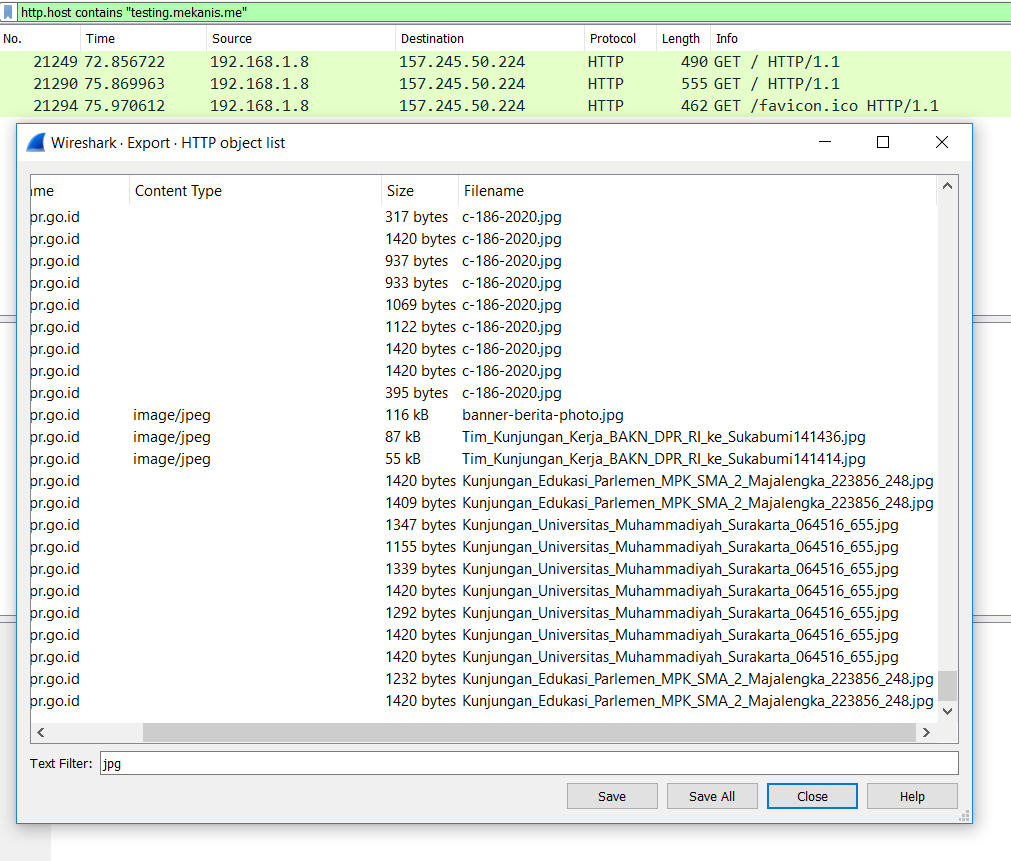 http.host contains "testing.mekanis.me"
No. Time Source Destination Protocol Length Info
21249 72.856722 192.168.1.8 157.245.50.224 HTTP 490 GET / HTTP/1.1
21290 75.869963 192.168.1.8 157.245.50.224 HTTP 555 GET / HTTP/1.1
21294 75.970612 192.168.1.8 157.245.50.224 HTTP 462 GET /favicon.ico HTTP/1.1
Wireshark · Export · HTTP object list
me Content Type Size Filename
pr.go.id 317 bytes c-186-2020.jpg
pr.go.id 1420 bytes c-186-2020.jpg
pr.go.id 937 bytes c-186-2020.jpg
pr.go.id 933 bytes c-186-2020.jpg
pr.go.id 1069 bytes c-186-2020.jpg
pr.go.id 1122 bytes c-186-2020.jpg
pr.go.id 1420 bytes c-186-2020.jpg
pr.go.id 1420 bytes c-186-2020.jpg
pr.go.id 395 bytes c-186-2020.jpg
pr.go.id image/jpeg 116 kB banner-berita-photo.jpg
pr.go.id image/jpeg 87 kB Tim_Kunjungan_Kerja_BAKN_DPR_RI_ke_Sukabumi141436.jpg
pr.go.id image/jpeg 55 kB Tim_Kunjungan_Kerja_BAKN_DPR_RI_ke_Sukabumi141414.jpg
pr.go.id 1420 bytes Kunjungan_Edukasi_Parlemen_MPK_SMA_2_Majalengka_223856_248.jpg
pr.go.id 1409 bytes Kunjungan_Edukasi_Parlemen_MPK_SMA_2_Majalengka_223856_248.jpg
pr.go.id 1347 bytes Kunjungan_Universitas_Muhammadiyah_Surakarta_064516_655.jpg
pr.go.id 1155 bytes Kunjungan_Universitas_Muhammadiyah_Surakarta_064516_655.jpg
pr.go.id 1339 bytes Kunjungan_Universitas_Muhammadiyah_Surakarta_064516_655.jpg
pr.go.id 1420 bytes Kunjungan_Universitas_Muhammadiyah_Surakarta_064516_655.jpg
pr.go.id 1292 bytes Kunjungan_Universitas_Muhammadiyah_Surakarta_064516_655.jpg
pr.go.id 1420 bytes Kunjungan_Universitas_Muhammadiyah_Surakarta_064516_655.jpg
pr.go.id 1420 bytes Kunjungan_Universitas_Muhammadiyah_Surakarta_064516_655.jpg
pr.go.id 1232 bytes Kunjungan_Edukasi_Parlemen_MPK_SMA_2_Majalengka_223856_248.jpg
pr.go.id 1420 bytes Kunjungan_Edukasi_Parlemen_MPK_SMA_2_Majalengka_223856_248.jpg
Text Filter: jpg
Save Save All Close Help